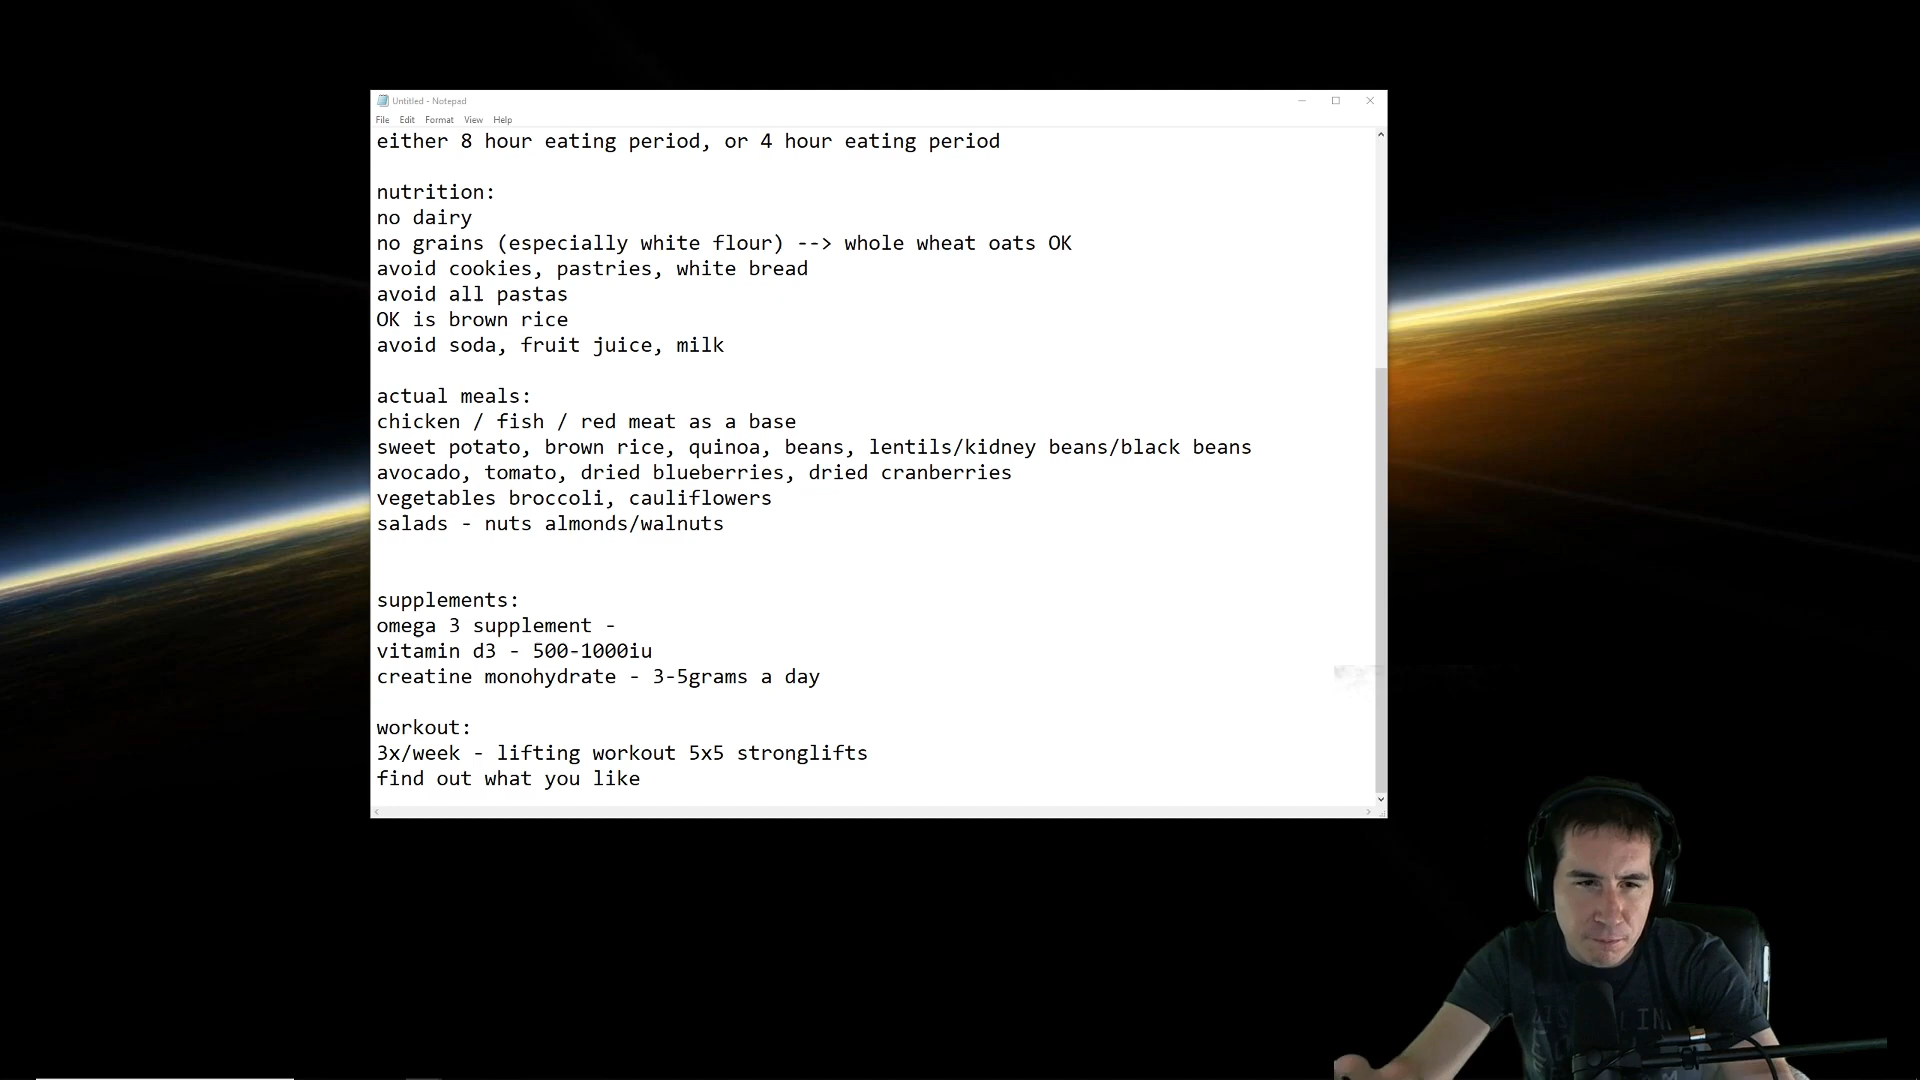 Untitled - Notepad
File Edit Format View Help
either 8 hour eating period, or 4 hour eating period
nutrition:
no dairy
no grains (especially white flour) --> whole wheat oats OK
avoid cookies, pastries, white bread
avoid all pastas
OK is brown rice
avoid soda, fruit juice, milk
actual meals:
chicken / fish / red meat as a base
sweet potato, brown rice, quinoa, beans, lentils/kidney beans/black beans
avocado, tomato, dried blueberries, dried cranberries
vegetables broccoli, cauliflowers
salads - nuts almonds/walnuts
supplements:
omega 3 supplement -
vitamin d3 - 500-1000iu
creatine monohydrate - 3-5grams a day
workout:
3x/week - lifting workout 5x5 stronglifts
find out what you like